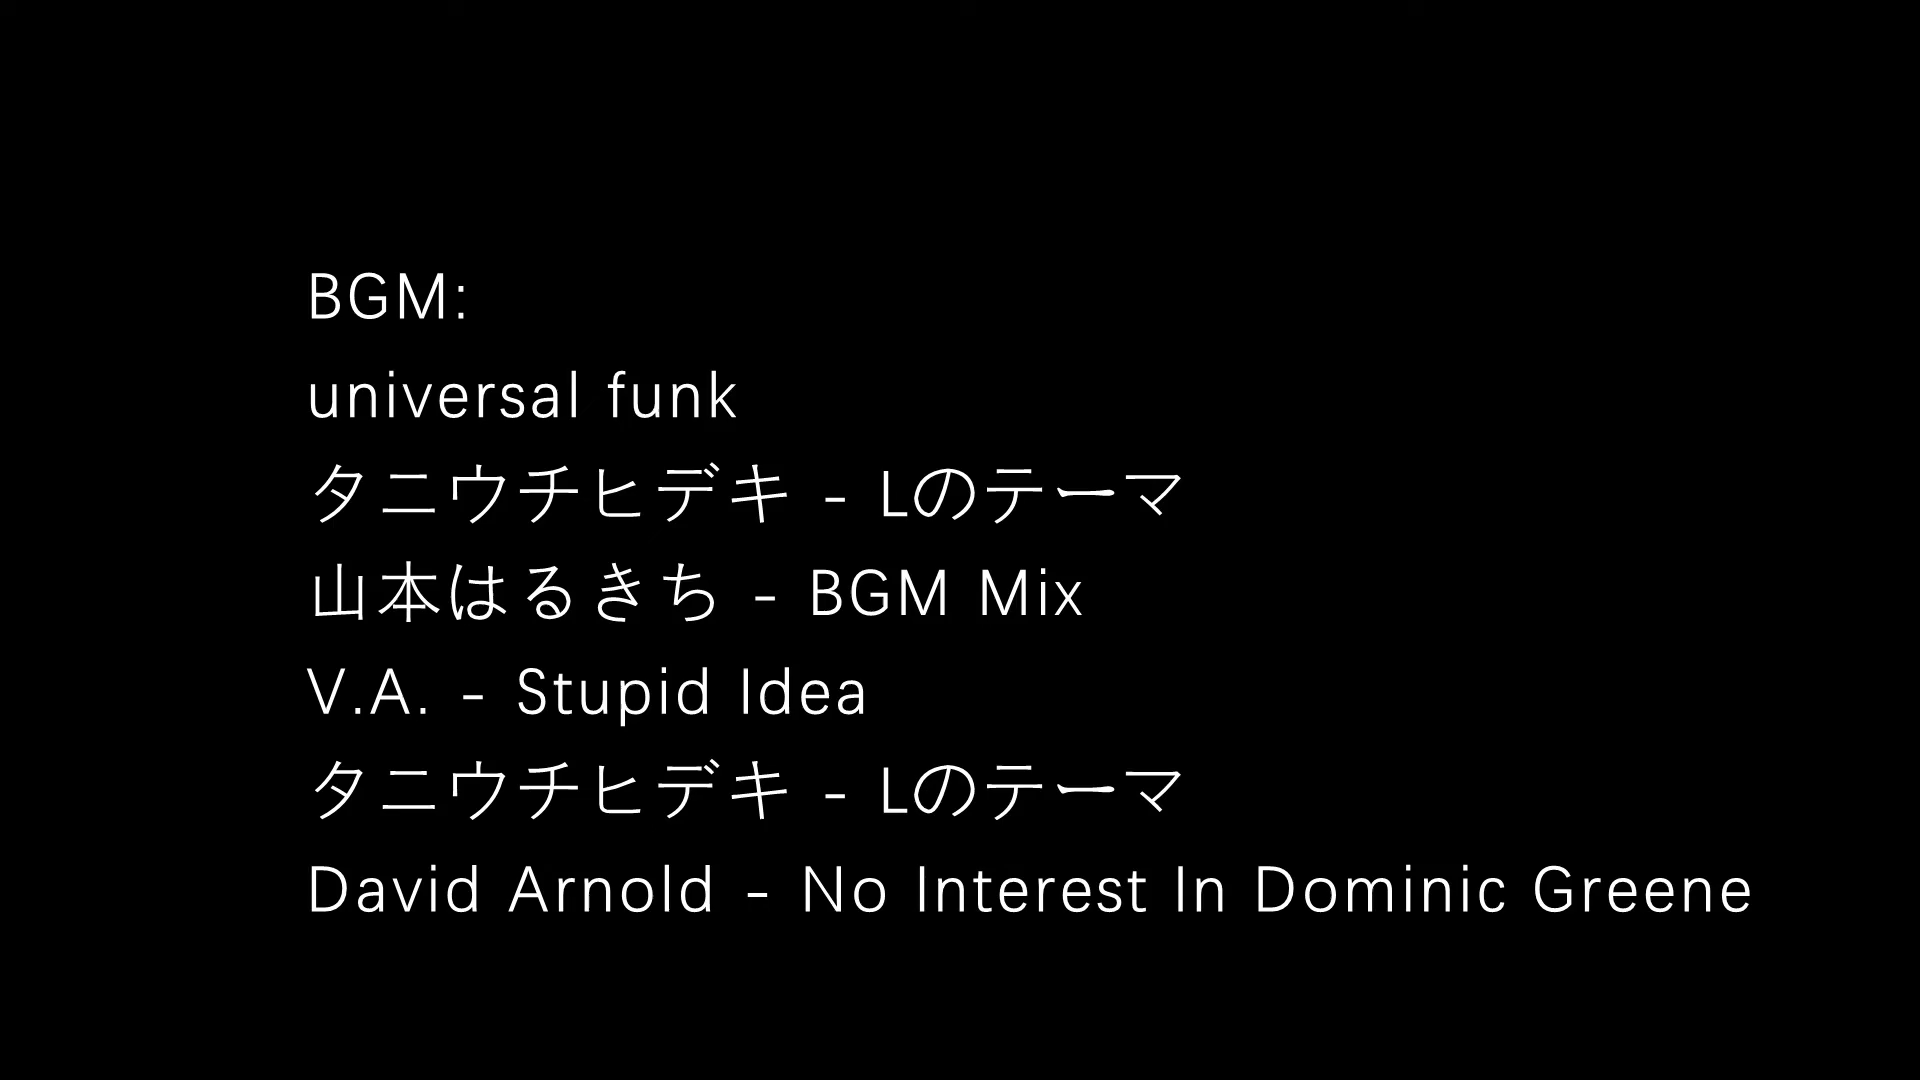 BGM:
universal funk
タニウチヒデキ - Lのテーマ
山本はるきち - BGM Mix
V.A. - Stupid Idea
タニウチヒデキ - Lのテーマ
David Arnold - No Interest In Dominic Greene